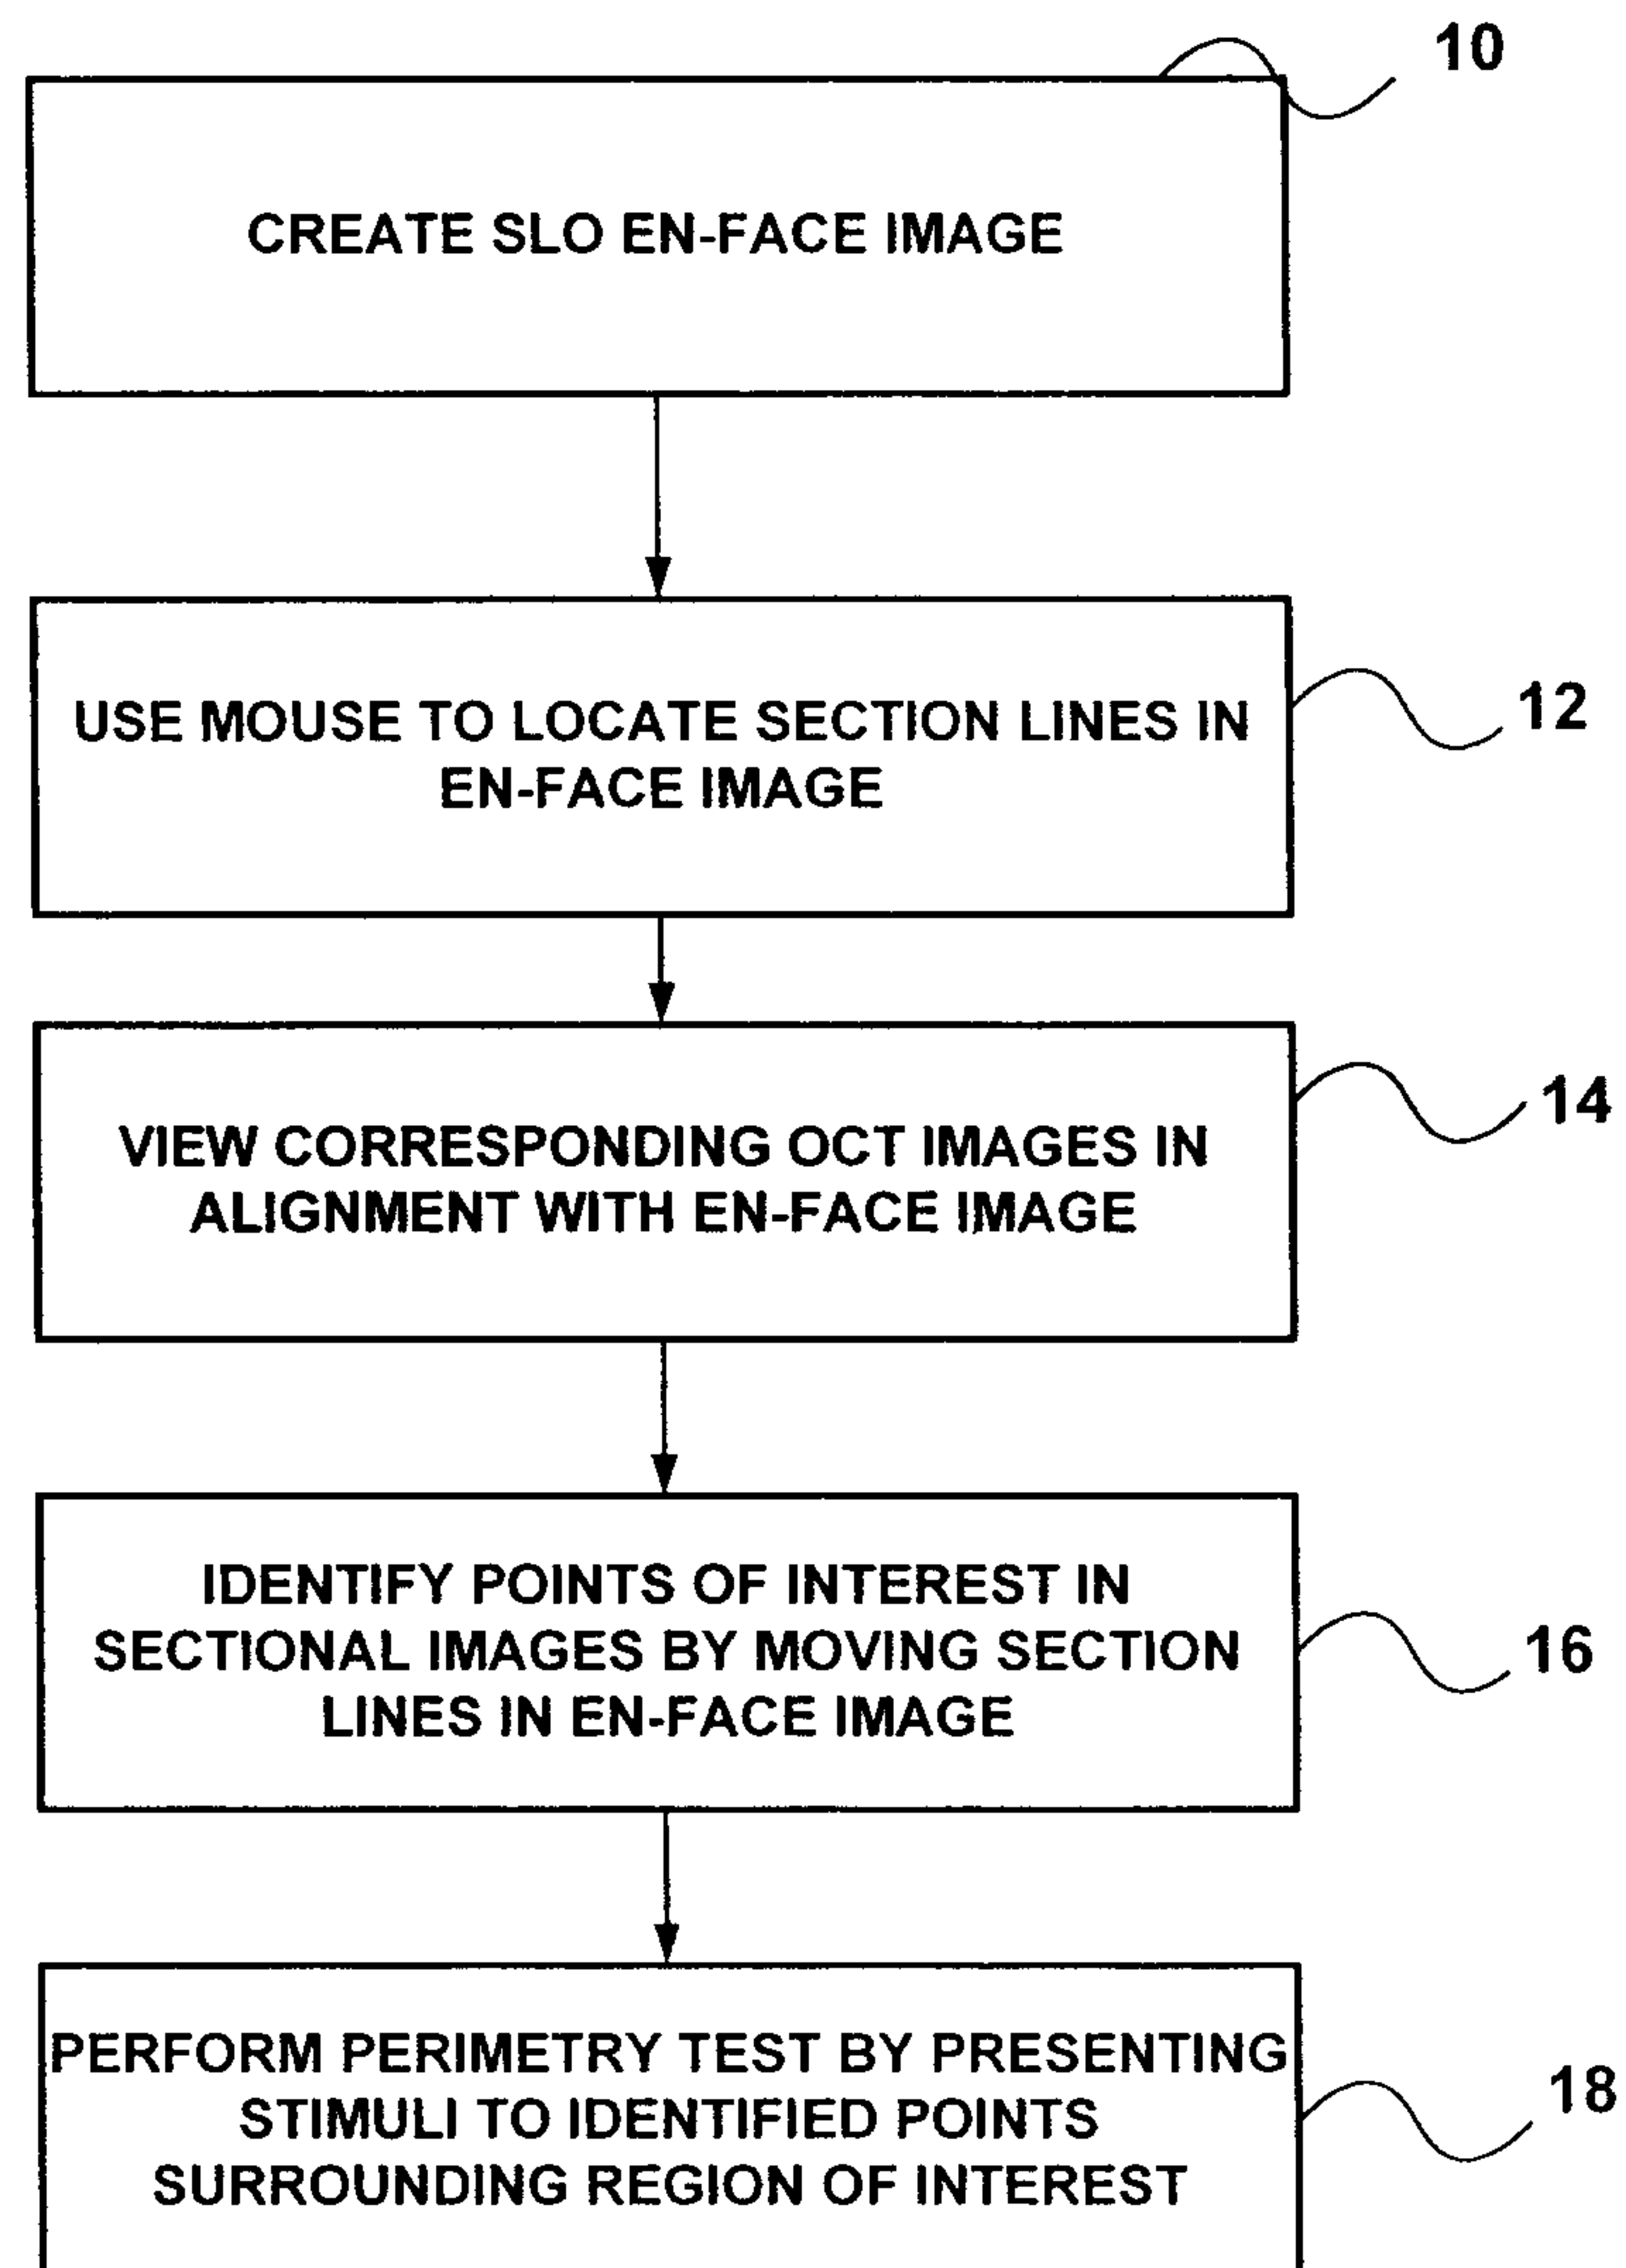 10
CREATE SLO EN-FACE IMAGE
USE MOUSE TO LOCATE SECTION LINES IN
EN-FACE IMAGE
12
VIEW CORRESPONDING OCT IMAGES IN
ALIGNMENT WITH EN-FACE IMAGE
14
IDENTIFY POINTS OF INTEREST IN
SECTIONAL IMAGES BY MOVING SECTION
LINES IN EN-FACE IMAGE
16
PERFORM PERIMETRY TEST BY PRESENTING
STIMULI TO IDENTIFIED POINTS
SURROUNDING REGION OF INTEREST
18